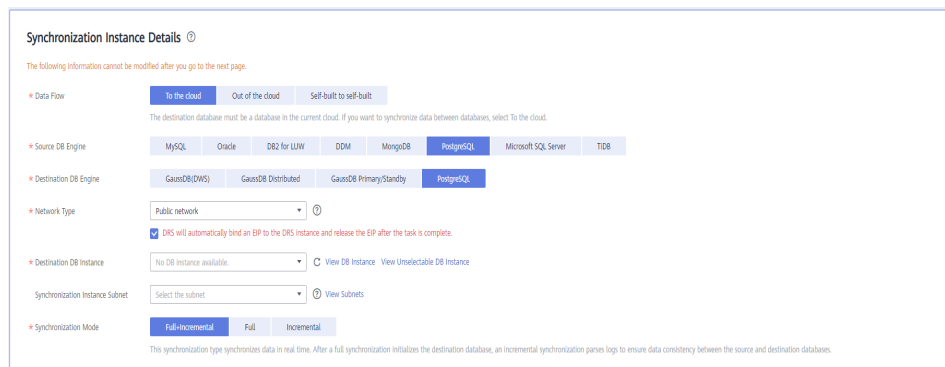 Synchronization Instance Details ?
The following information cannot be modified after you go to the next page.
* Data Flow To the cloud Out of the cloud Self-built to self-built
The destination database must be a database in the current cloud. If you want to synchronize data between databases, select To the cloud.
* Source DB Engine MySQL Oracle DB2 for LUW DDM MongoDB PostgreSQL Microsoft SQL Server TiDB
* Destination DB Engine GaussDB(DWS) GaussDB Distributed GaussDB Primary/Standby PostgreSQL
* Network Type Public network ?
DRS will automatically bind an EIP to the DRS instance and release the EIP after the task is complete.
* Destination DB Instance No DB instance available. View DB Instance View Unselectable DB Instance
Synchronization Instance Subnet Select the subnet ? View Subnets
* Synchronization Mode Full+Incremental Full Incremental
This synchronization type synchronizes data in real time. After a full synchronization initializes the destination database, an incremental synchronization parses logs to ensure data consistency between the source and destination databases.